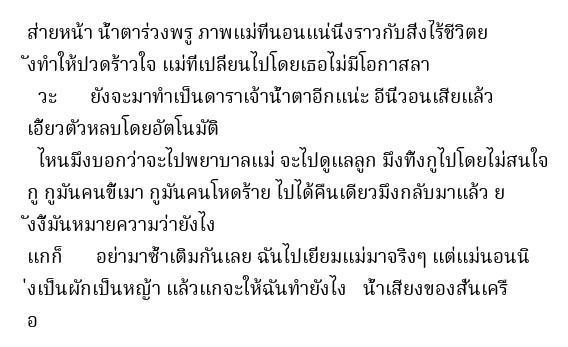 ส่ายหน้า น้ำตาร่วงพรู ภาพแม่ที่นอนแน่นิ่งราวกับสิ่งไร้ชีวิตย
ังทำให้ปวดร้าวใจ แม่ที่เปลี่ยนไปโดยเธอไม่มีโอกาสลา
วะ ยังจะมาทำเป็นดาราเจ้าน้ำตาอีกแน่ะ อีนี่วอนเสียแล้ว
เอี้ยวตัวหลบโดยอัตโนมัติ
ไหนมึงบอกว่าจะไปพยาบาลแม่ จะไปดูแลลูก มึงทิ้งกูไปโดยไม่สนใจ
กู กูมันคนขี้เมา กูมันคนโหดร้าย ไปได้คืนเดียวมึงกลับมาแล้ว ย
ังงี้มันหมายความว่ายังไง
แกก็ อย่ามาซ้ำเติมกันเลย ฉันไปเยี่ยมแม่มาจริงๆ แต่แม่นอนนิ
่งเป็นผักเป็นหญ้า แล้วแกจะให้ฉันทำยังไง น้ำเสียงของสั่นเครื
อ